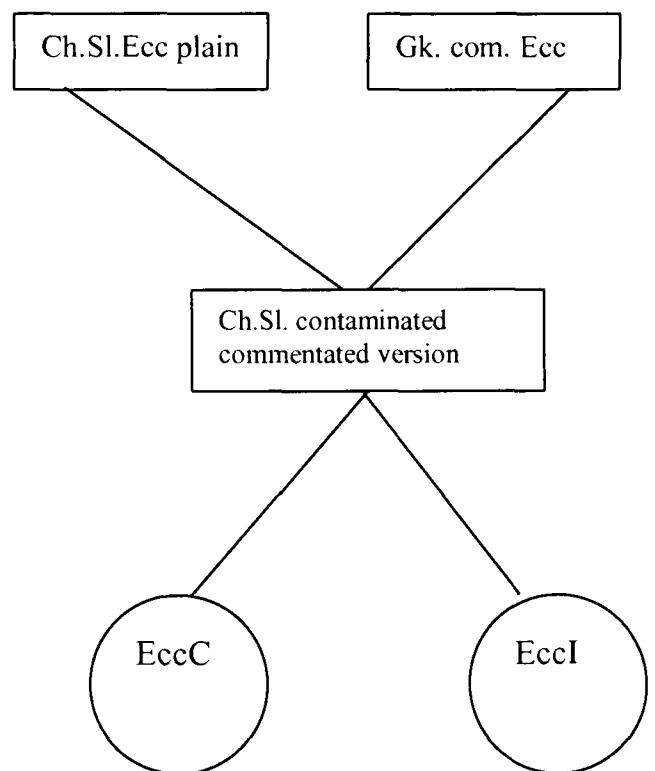 Ch.Sl.Ecc plain
Gk. com. Ecc
Ch.Sl. contaminated
commentated version
EccC
EccI